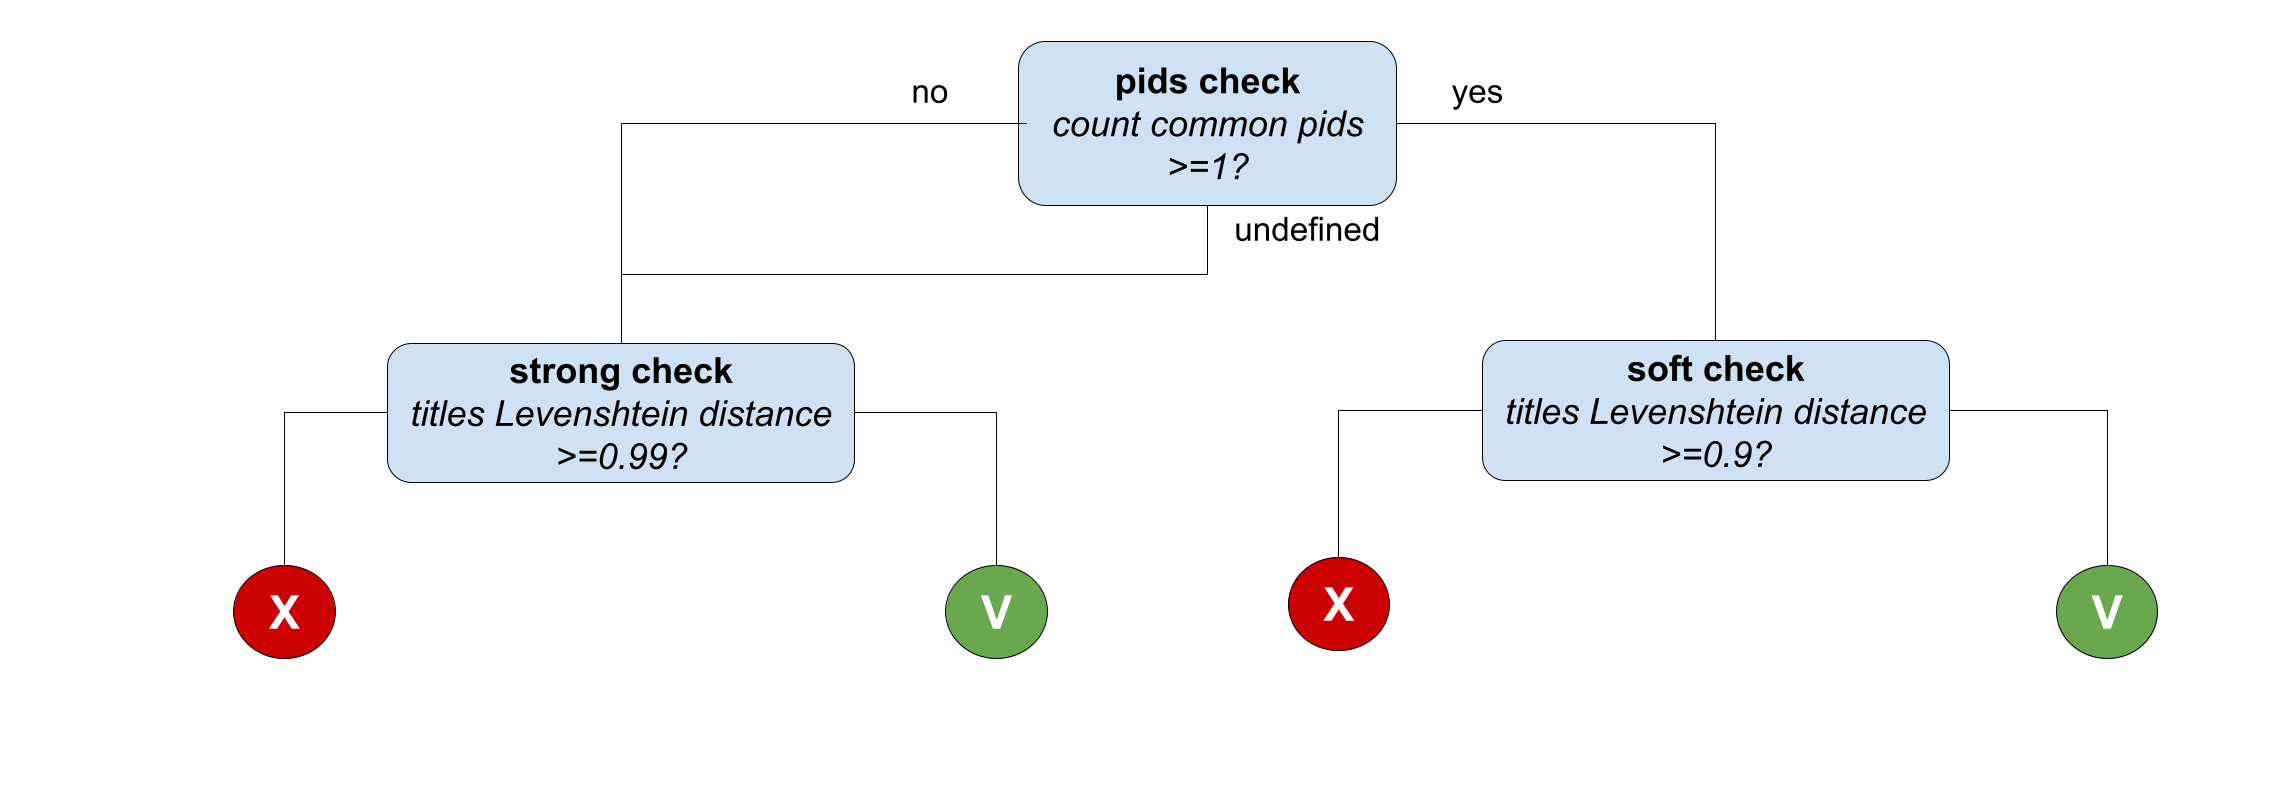 pids check
count common pids
>=1?
no
yes
undefined
strong check
titles Levenshtein distance
>=0.99?
soft check
titles Levenshtein distance
>=0.9?
X
V
X
V